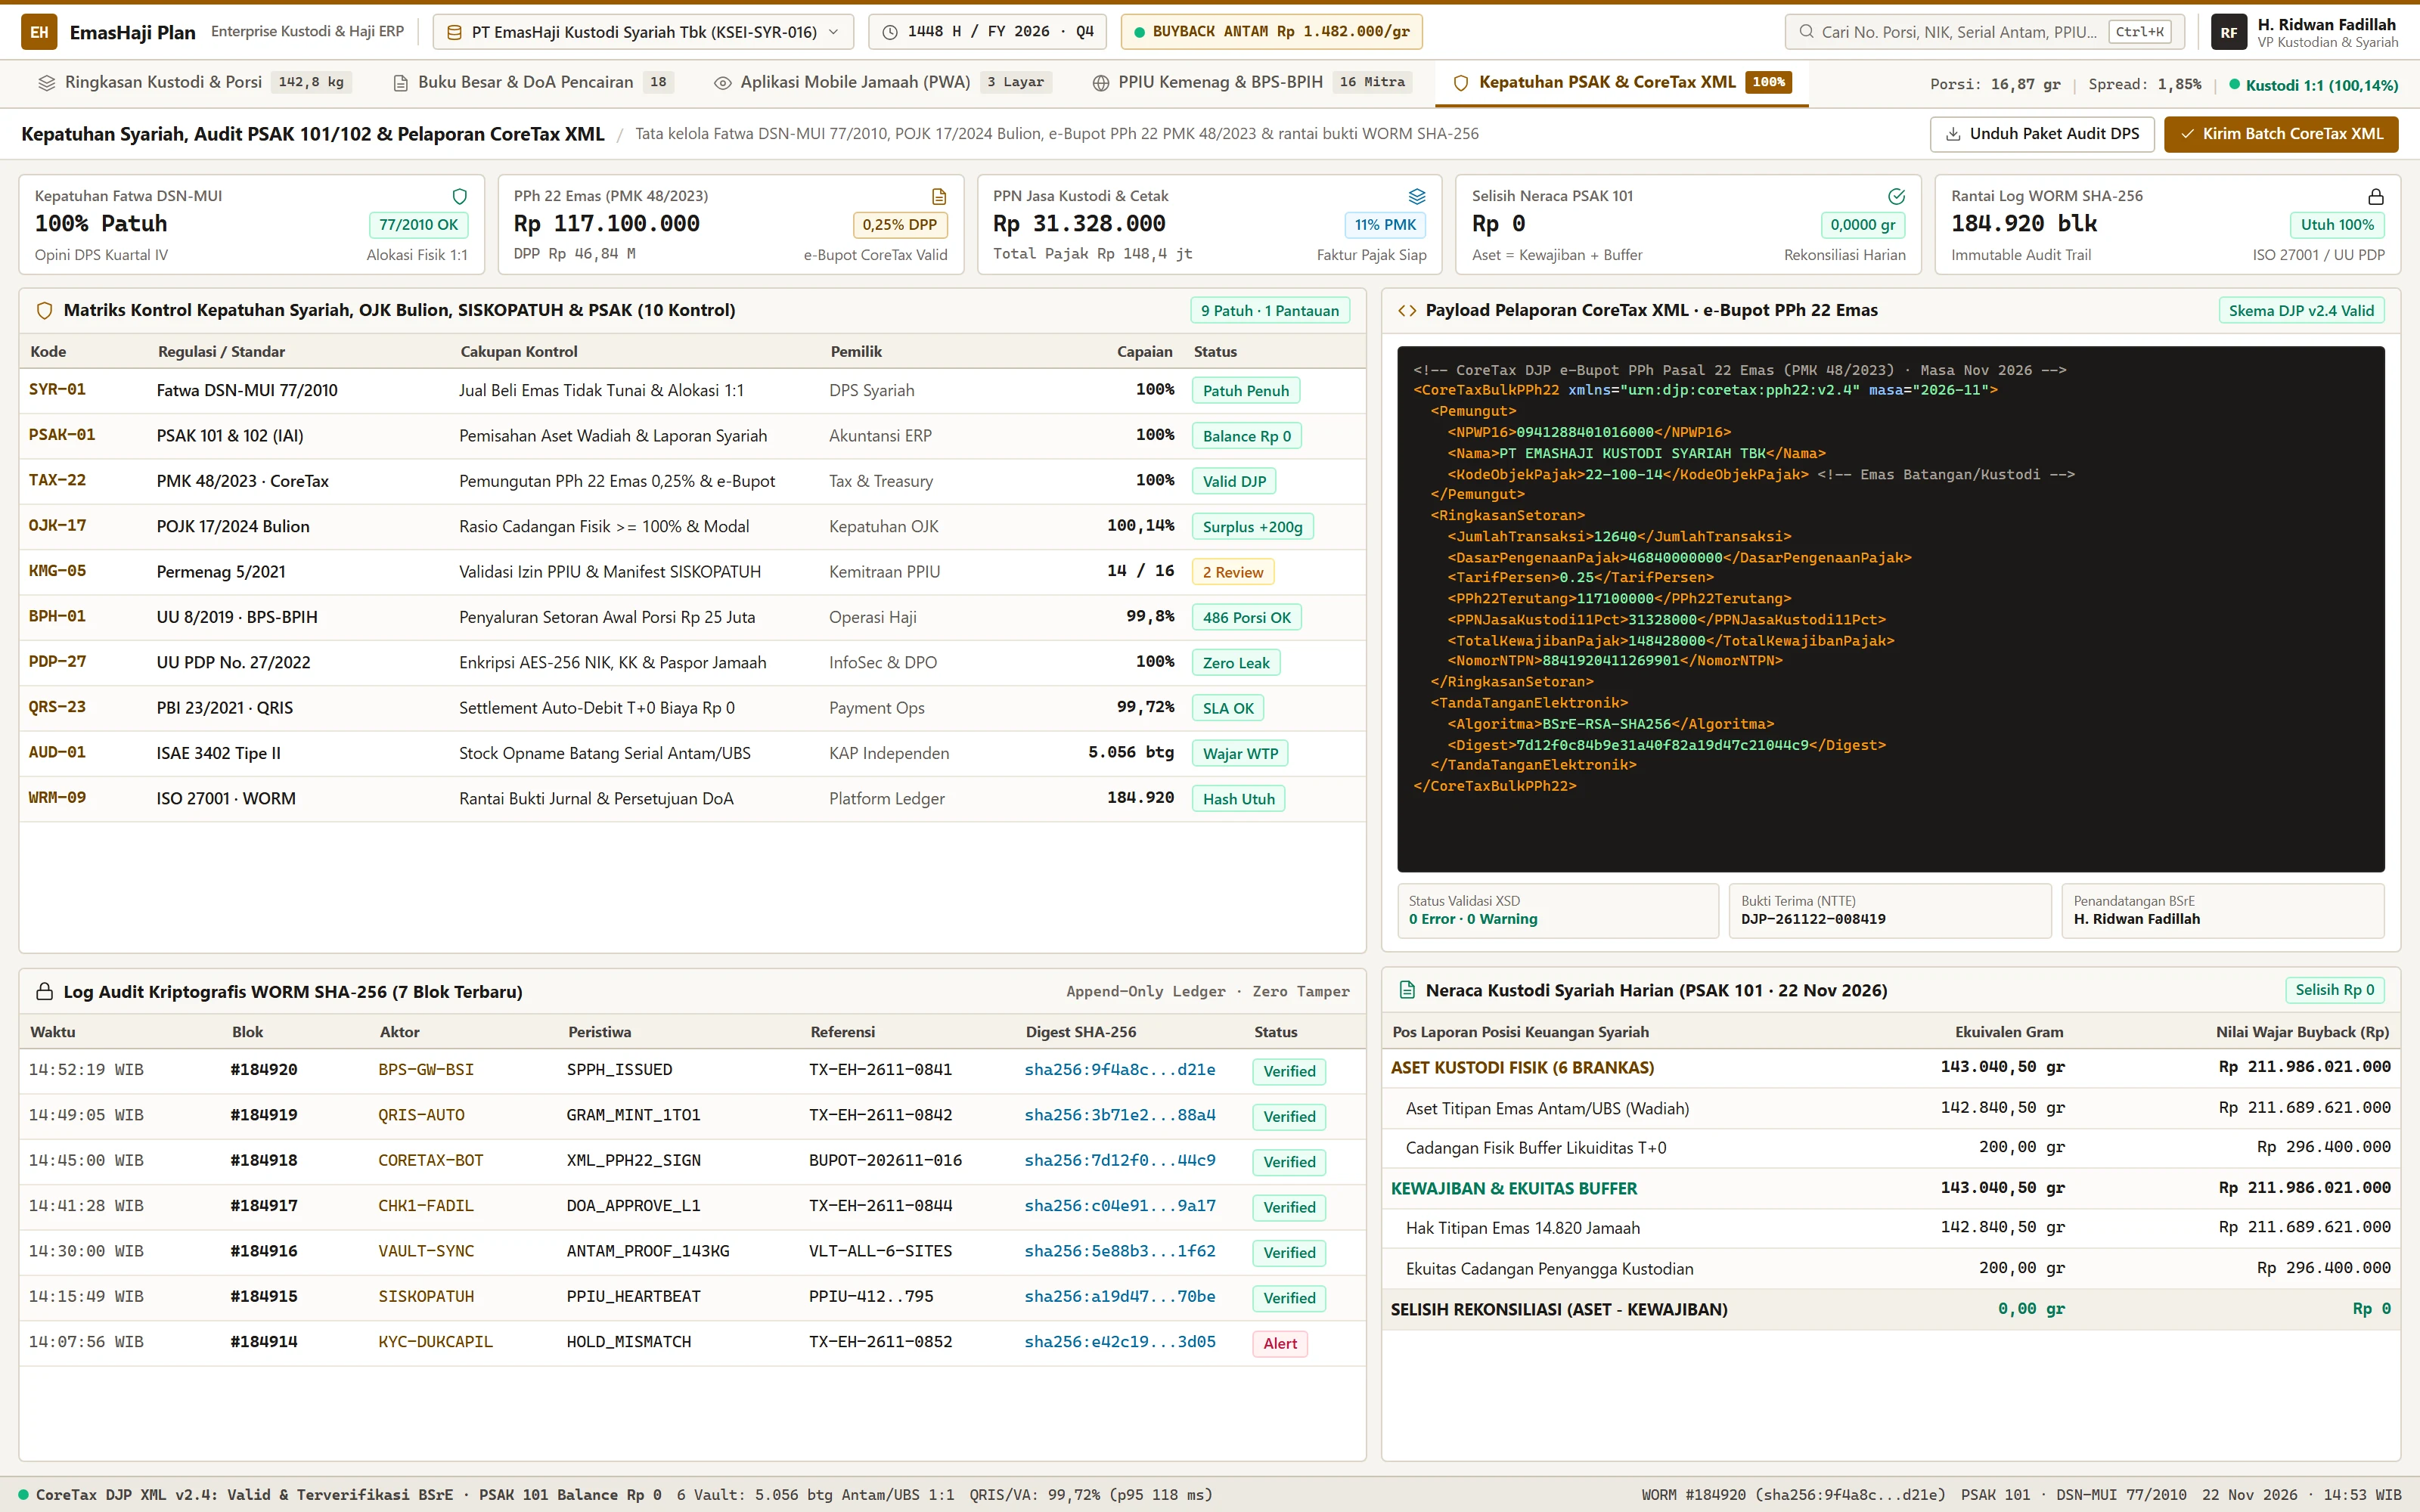 EH EmasHaji Plan Enterprise Kustodi & Haji ERP PT EmasHaji Kustodi Syariah Tbk (KSEI-SYR-016) 1448 H / FY 2026 · Q4 BUYBACK ANTAM Rp 1.482.000/gr Cari No. Porsi, NIK, Serial Antam, PPIU... Ctrl+K RF H. Ridwan Fadillah
VP Kustodian & Syariah
Ringkasan Kustodi & Porsi 142,8 kg Buku Besar & DoA Pencairan 18 Aplikasi Mobile Jamaah (PWA) 3 Layar PPIU Kemenag & BPS-BPIH 16 Mitra Kepatuhan PSAK & CoreTax XML 100% Porsi: 16,87 gr | Spread: 1,85% | Kustodi 1:1 (100,14%)
Kepatuhan Syariah, Audit PSAK 101/102 & Pelaporan CoreTax XML / Tata kelola Fatwa DSN-MUI 77/2010, POJK 17/2024 Bulion, e-Bupot PPh 22 PMK 48/2023 & rantai bukti WORM SHA-256 Unduh Paket Audit DPS Kirim Batch CoreTax XML
Kepatuhan Fatwa DSN-MUI
100% Patuh 77/2010 OK
Opini DPS Kuartal IV Alokasi Fisik 1:1
PPh 22 Emas (PMK 48/2023)
Rp 117.100.000 0,25% DPP
DPP Rp 46,84 M e-Bupot CoreTax Valid
PPN Jasa Kustodi & Cetak
Rp 31.328.000 11% PMK
Total Pajak Rp 148,4 jt Faktur Pajak Siap
Selisih Neraca PSAK 101
Rp 0 0,0000 gr
Aset = Kewajiban + Buffer Rekonsiliasi Harian
Rantai Log WORM SHA-256
184.920 blk Utuh 100%
Immutable Audit Trail ISO 27001 / UU PDP
Matriks Kontrol Kepatuhan Syariah, OJK Bulion, SISKOPATUH & PSAK (10 Kontrol) 9 Patuh · 1 Pantauan
Kode Regulasi / Standar Cakupan Kontrol Pemilik Capaian Status
SYR-01 Fatwa DSN-MUI 77/2010 Jual Beli Emas Tidak Tunai & Alokasi 1:1 DPS Syariah 100% Patuh Penuh
PSAK-01 PSAK 101 & 102 (IAI) Pemisahan Aset Wadiah & Laporan Syariah Akuntansi ERP 100% Balance Rp 0
TAX-22 PMK 48/2023 · CoreTax Pemungutan PPh 22 Emas 0,25% & e-Bupot Tax & Treasury 100% Valid DJP
OJK-17 POJK 17/2024 Bulion Rasio Cadangan Fisik >= 100% & Modal Kepatuhan OJK 100,14% Surplus +200g
KMG-05 Permenag 5/2021 Validasi Izin PPIU & Manifest SISKOPATUH Kemitraan PPIU 14 / 16 2 Review
BPH-01 UU 8/2019 · BPS-BPIH Penyaluran Setoran Awal Porsi Rp 25 Juta Operasi Haji 99,8% 486 Porsi OK
PDP-27 UU PDP No. 27/2022 Enkripsi AES-256 NIK, KK & Paspor Jamaah InfoSec & DPO 100% Zero Leak
QRS-23 PBI 23/2021 · QRIS Settlement Auto-Debit T+0 Biaya Rp 0 Payment Ops 99,72% SLA OK
AUD-01 ISAE 3402 Tipe II Stock Opname Batang Serial Antam/UBS KAP Independen 5.056 btg Wajar WTP
WRM-09 ISO 27001 · WORM Rantai Bukti Jurnal & Persetujuan DoA Platform Ledger 184.920 Hash Utuh
Payload Pelaporan CoreTax XML · e-Bupot PPh 22 Emas Skema DJP v2.4 Valid
<!-- CoreTax DJP e-Bupot PPh Pasal 22 Emas (PMK 48/2023) · Masa Nov 2026 -->
<CoreTaxBulkPPh22 xmlns="urn:djp:coretax:pph22:v2.4" masa="2026-11">
<Pemungut>
<NPWP16>0941288401016000</NPWP16>
<Nama>PT EMASHAJI KUSTODI SYARIAH TBK</Nama>
<KodeObjekPajak>22-100-14</KodeObjekPajak> <!-- Emas Batangan/Kustodi -->
</Pemungut>
<RingkasanSetoran>
<JumlahTransaksi>12640</JumlahTransaksi>
<DasarPengenaanPajak>46840000000</DasarPengenaanPajak>
<TarifPersen>0.25</TarifPersen>
<PPh22Terutang>117100000</PPh22Terutang>
<PPNJasaKustodi11Pct>31328000</PPNJasaKustodi11Pct>
<TotalKewajibanPajak>148428000</TotalKewajibanPajak>
<NomorNTPN>8841920411269901</NomorNTPN>
</RingkasanSetoran>
<TandaTanganElektronik>
<Algoritma>BSrE-RSA-SHA256</Algoritma>
<Digest>7d12f0c84b9e31a40f82a19d47c21044c9</Digest>
</TandaTanganElektronik>
</CoreTaxBulkPPh22>
Status Validasi XSD
0 Error · 0 Warning
Bukti Terima (NTTE)
DJP-261122-008419
Penandatangan BSrE
H. Ridwan Fadillah
Log Audit Kriptografis WORM SHA-256 (7 Blok Terbaru) Append-Only Ledger · Zero Tamper
Waktu Blok Aktor Peristiwa Referensi Digest SHA-256 Status
14:52:19 WIB #184920 BPS-GW-BSI SPPH_ISSUED TX-EH-2611-0841 sha256:9f4a8c...d21e Verified
14:49:05 WIB #184919 QRIS-AUTO GRAM_MINT_1TO1 TX-EH-2611-0842 sha256:3b71e2...88a4 Verified
14:45:00 WIB #184918 CORETAX-BOT XML_PPH22_SIGN BUPOT-202611-016 sha256:7d12f0...44c9 Verified
14:41:28 WIB #184917 CHK1-FADIL DOA_APPROVE_L1 TX-EH-2611-0844 sha256:c04e91...9a17 Verified
14:30:00 WIB #184916 VAULT-SYNC ANTAM_PROOF_143KG VLT-ALL-6-SITES sha256:5e88b3...1f62 Verified
14:15:49 WIB #184915 SISKOPATUH PPIU_HEARTBEAT PPIU-412..795 sha256:a19d47...70be Verified
14:07:56 WIB #184914 KYC-DUKCAPIL HOLD_MISMATCH TX-EH-2611-0852 sha256:e42c19...3d05 Alert
Neraca Kustodi Syariah Harian (PSAK 101 · 22 Nov 2026) Selisih Rp 0
Pos Laporan Posisi Keuangan Syariah Ekuivalen Gram Nilai Wajar Buyback (Rp)
ASET KUSTODI FISIK (6 BRANKAS) 143.040,50 gr Rp 211.986.021.000
Aset Titipan Emas Antam/UBS (Wadiah) 142.840,50 gr Rp 211.689.621.000
Cadangan Fisik Buffer Likuiditas T+0 200,00 gr Rp 296.400.000
KEWAJIBAN & EKUITAS BUFFER 143.040,50 gr Rp 211.986.021.000
Hak Titipan Emas 14.820 Jamaah 142.840,50 gr Rp 211.689.621.000
Ekuitas Cadangan Penyangga Kustodian 200,00 gr Rp 296.400.000
SELISIH REKONSILIASI (ASET - KEWAJIBAN) 0,00 gr Rp 0
CoreTax DJP XML v2.4: Valid & Terverifikasi BSrE · PSAK 101 Balance Rp 0 6 Vault: 5.056 btg Antam/UBS 1:1 QRIS/VA: 99,72% (p95 118 ms) WORM #184920 (sha256:9f4a8c...d21e) PSAK 101 · DSN-MUI 77/2010 22 Nov 2026 · 14:53 WIB